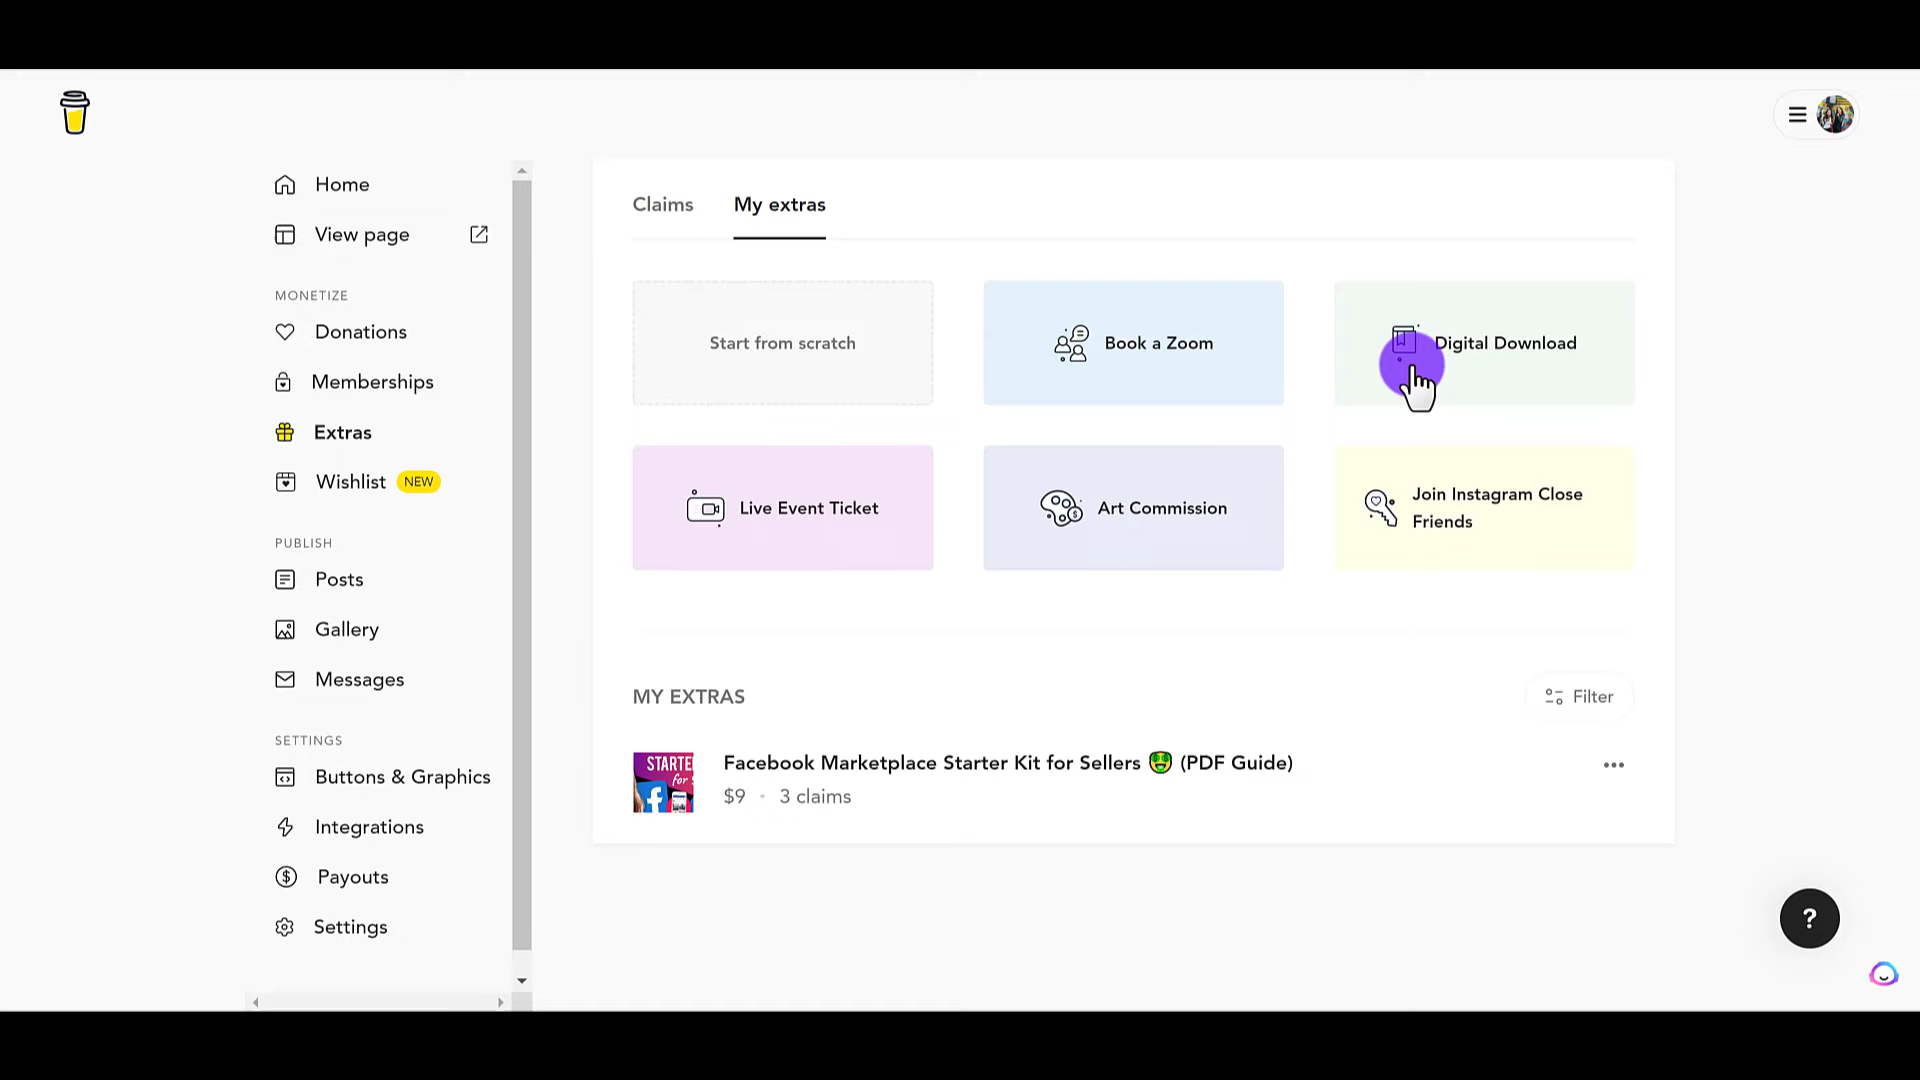 Home
View page
MONETIZE
Donations
Memberships
Extras
Wishlist NEW
PUBLISH
Posts
Gallery
Messages
SETTINGS
Buttons & Graphics
Integrations
Payouts
Settings
Claims My extras
Start from scratch
Book a Zoom
Digital Download
Live Event Ticket
Art Commission
Join Instagram Close
Friends
MY EXTRAS
Filter
STARTE
for
Facebook Marketplace Starter Kit for Sellers 🤑 (PDF Guide)
$9 • 3 claims
?